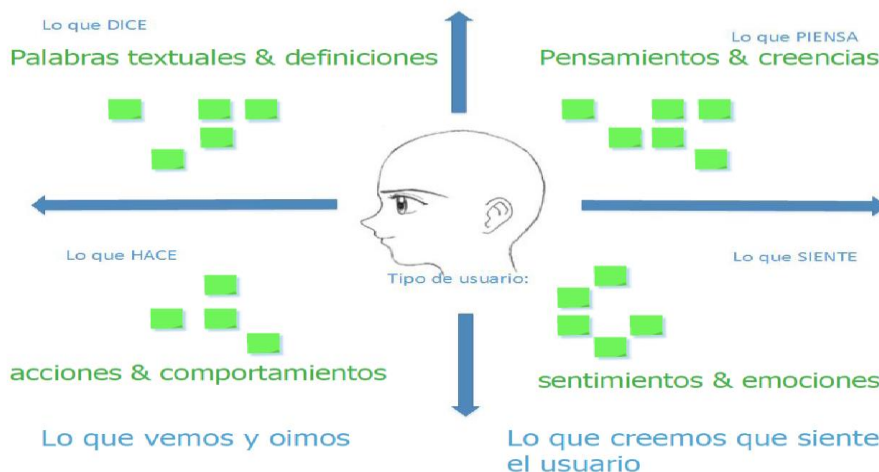 Lo que DICE
Palabras textuales & definiciones
Lo que PIENSA
Pensamientos & creencias
Lo que HACE
acciones & comportamientos
Tipo de usuario:
Lo que SIENTE
sentimientos & emociones
Lo que vemos y oimos
Lo que creemos que siente
el usuario